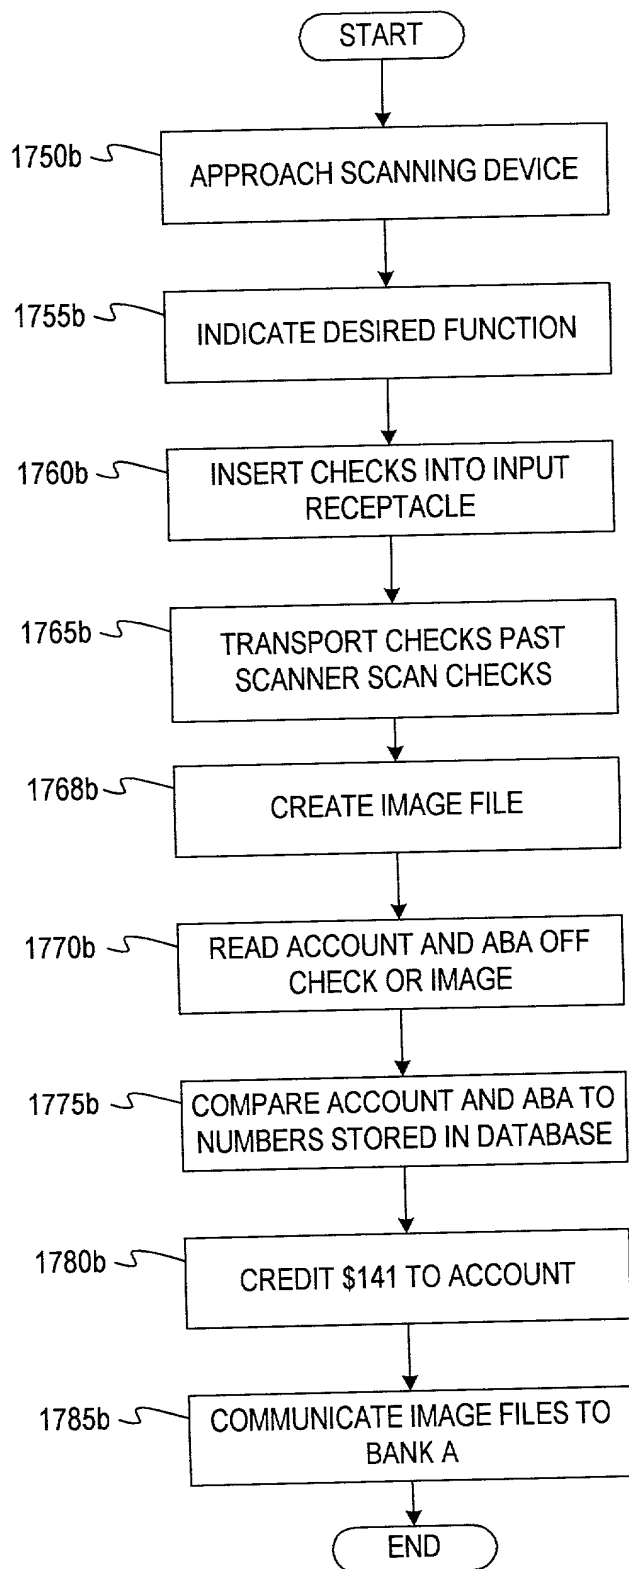 START
1750b
APPROACH SCANNING DEVICE
1755b
INDICATE DESIRED FUNCTION
1760b
INSERT CHECKS INTO INPUT
RECEPTACLE
1765b
TRANSPORT CHECKS PAST
SCANNER SCAN CHECKS
1768b
CREATE IMAGE FILE
1770b
READ ACCOUNT AND ABA OFF
CHECK OR IMAGE
1775b
COMPARE ACCOUNT AND ABA TO
NUMBERS STORED IN DATABASE
1780b
CREDIT $141 TO ACCOUNT
1785b
COMMUNICATE IMAGE FILES TO
BANK A
END